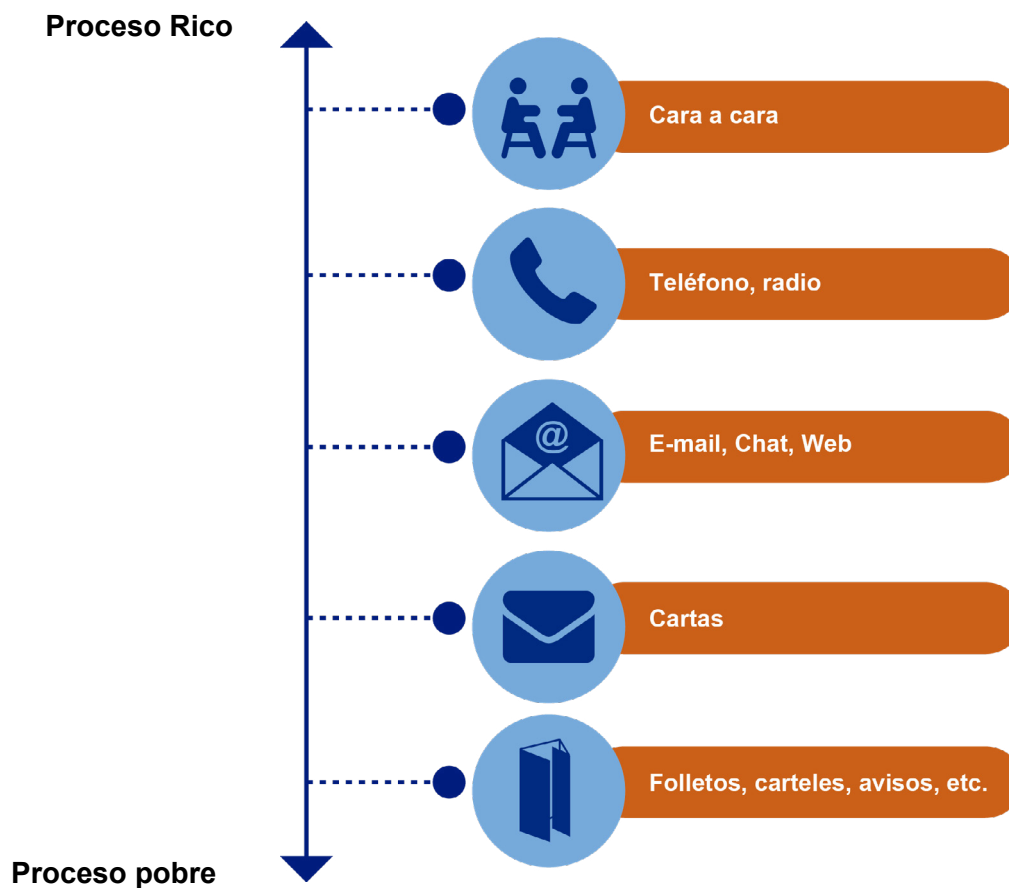 Proceso Rico
Cara a cara
Teléfono, radio
@
E-mail, Chat, Web
Cartas
Folletos, carteles, avisos, etc.
Proceso pobre